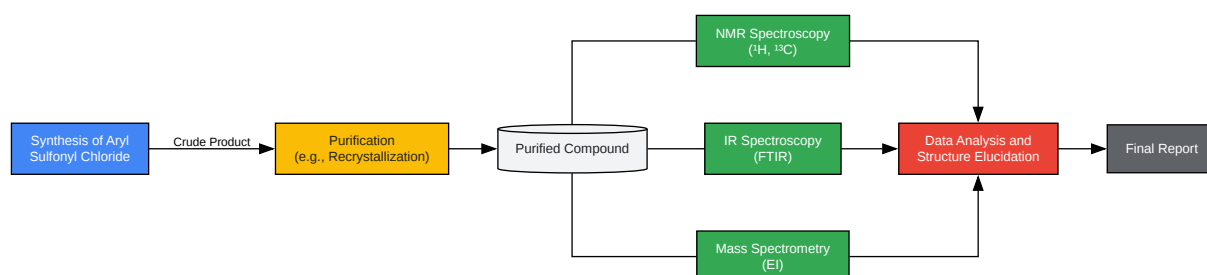 NMR Spectroscopy
(¹H, ¹³C)
Synthesis of Aryl
Sulfonyl Chloride
Crude Product
Purification
(e.g., Recrystallization)
Purified Compound
IR Spectroscopy
(FTIR)
Data Analysis and
Structure Elucidation
Final Report
Mass Spectrometry
(EI)